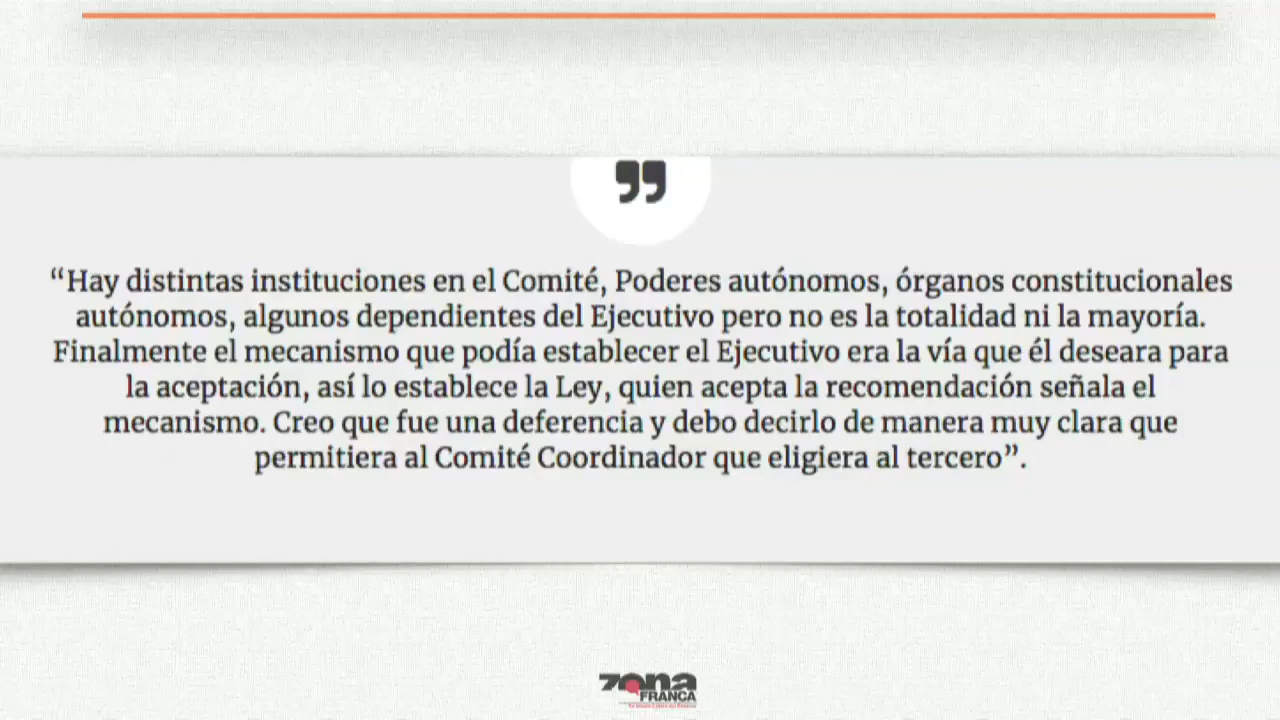 “Hay distintas instituciones en el Comité, Poderes autónomos, órganos constitucionales
autónomos, algunos dependientes del Ejecutivo pero no es la totalidad ni la mayoría.
Finalmente el mecanismo que podía establecer el Ejecutivo era la vía que él deseara para
la aceptación, así lo establece la Ley, quien acepta la recomendación señala el
mecanismo. Creo que fue una deferencia y debo decirlo de manera muy clara que
permitiera al Comité Coordinador que eligiera al tercero”.
zona
FRANCA